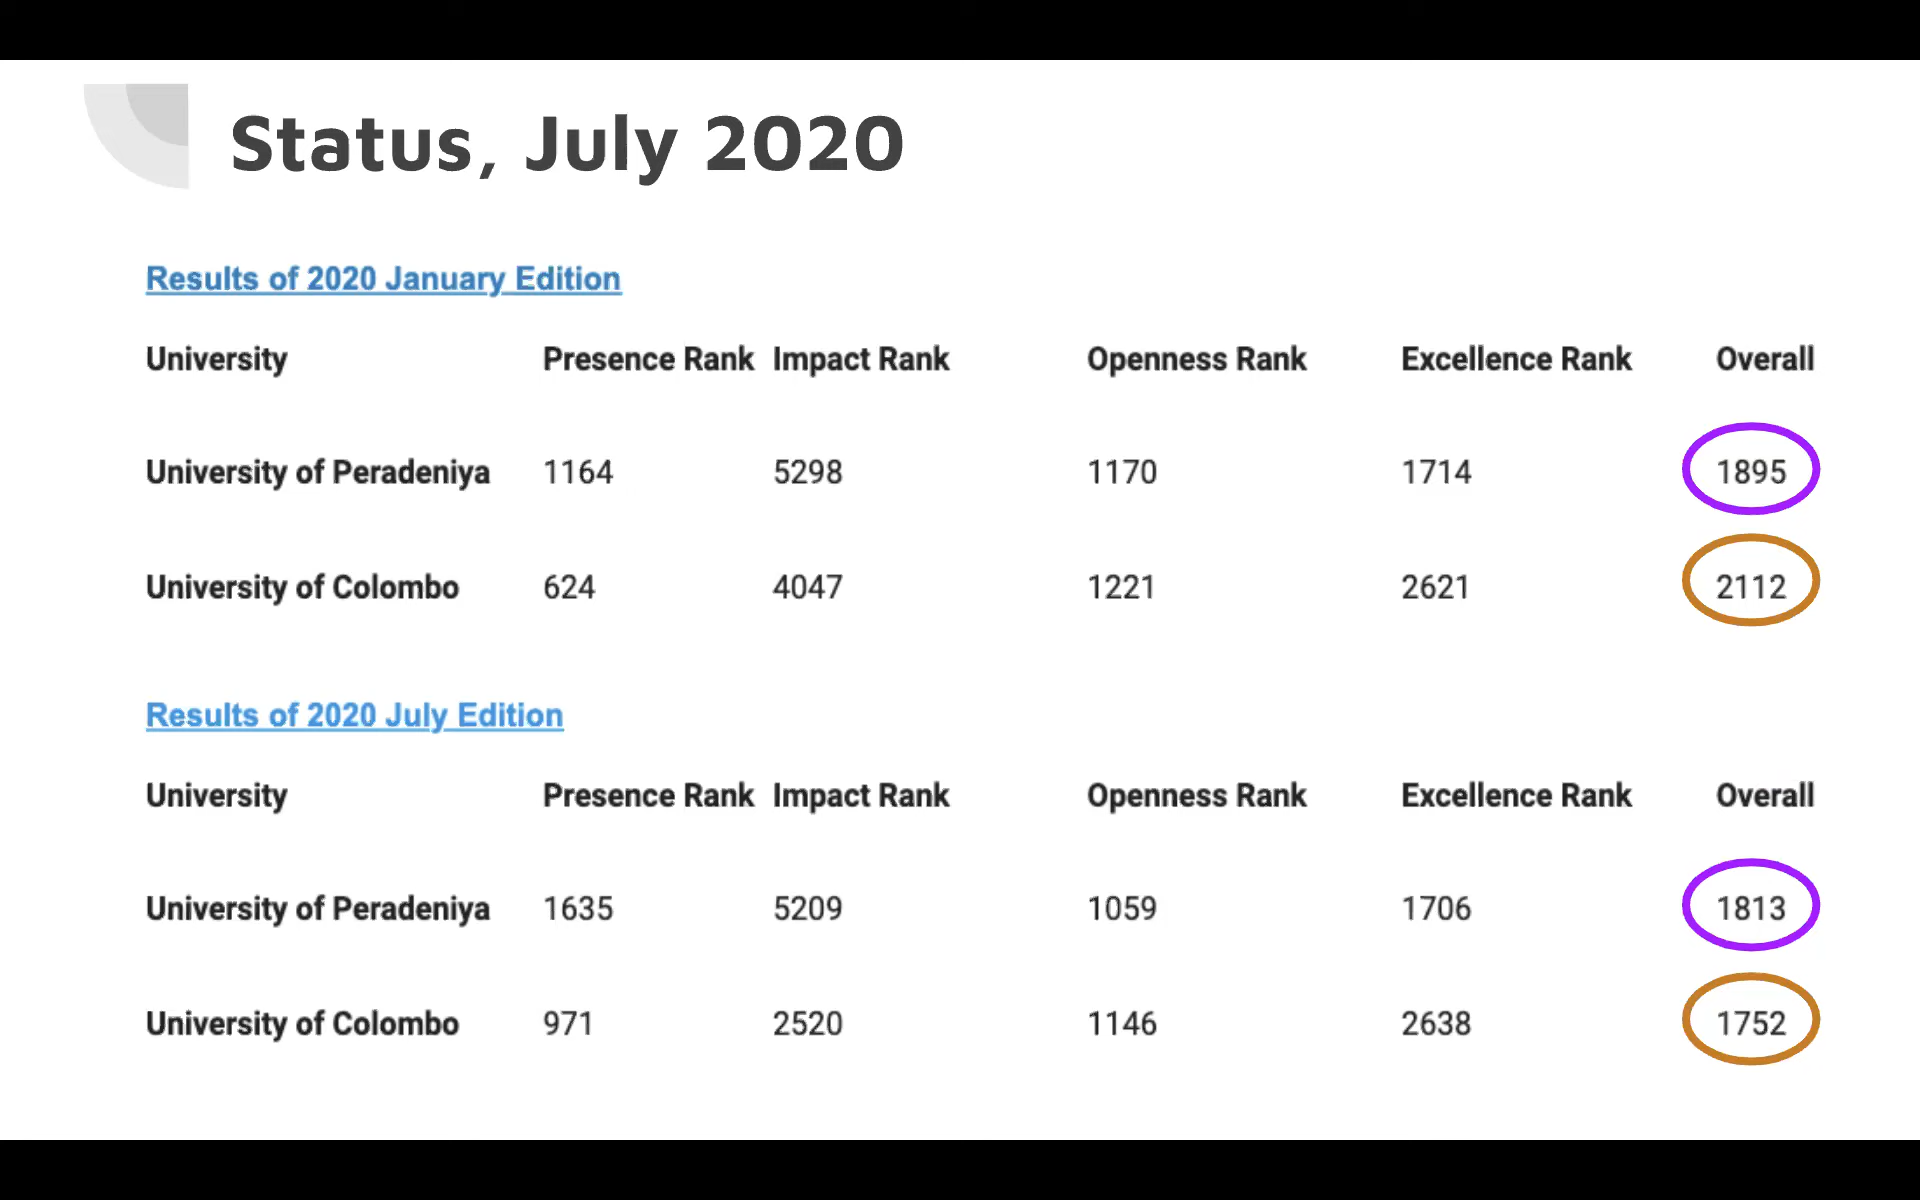 Status, July 2020
Results of 2020 January Edition
University Presence Rank Impact Rank Openness Rank Excellence Rank Overall
University of Peradeniya 1164 5298 1170 1714 1895
University of Colombo 624 4047 1221 2621 2112
Results of 2020 July Edition
University Presence Rank Impact Rank Openness Rank Excellence Rank Overall
University of Peradeniya 1635 5209 1059 1706 1813
University of Colombo 971 2520 1146 2638 1752